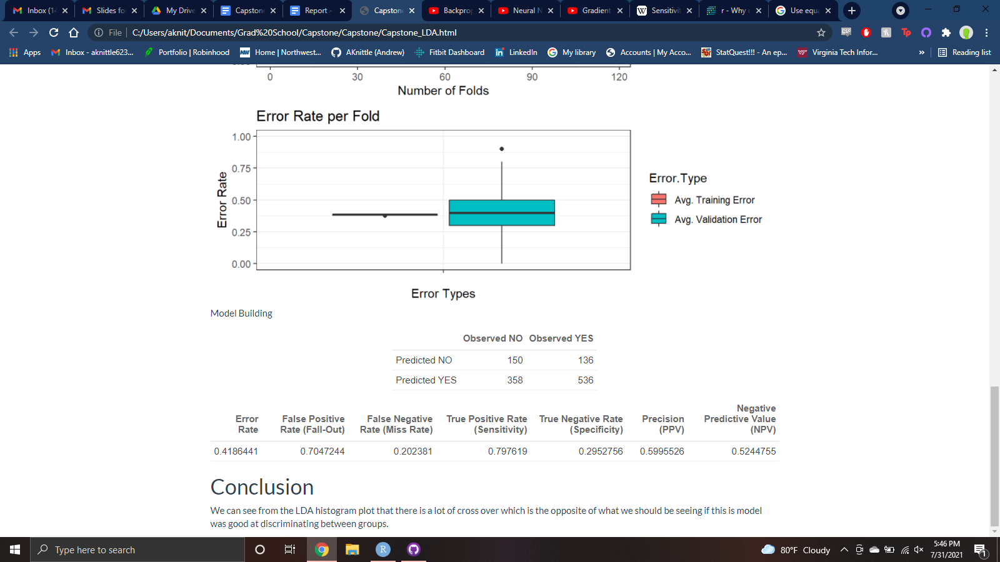 Inbox (14
Slides fo
My Drive
Capston
Report -
Capston
Backprop
Neural N
Gradient
Sensitivit
r - Why
Use equa
File
C:/Users/aknit/Documents/Grad%20School/Capstone/Capstone/Capstone_LDA.html
Apps
Inbox - aknittle623...
Portfolio | Robinhood
Home | Northwest...
AKnittle (Andrew)
Fitbit Dashboard
LinkedIn
My library
Accounts | My Acco...
StatQuest!!! - An ep...
Virginia Tech Infor...
»
Reading list
0 30 60 90 120
Number of Folds
Error Rate per Fold
1.00
0.75
0.50
0.25
0.00
Error Rate
Error Types
Error.Type
Avg. Training Error
Avg. Validation Error
Model Building
Observed NO Observed YES
Predicted NO 150 136
Predicted YES 358 536
Error Rate
False Positive Rate (Fall-Out)
False Negative Rate (Miss Rate)
True Positive Rate (Sensitivity)
True Negative Rate (Specificity)
Precision (PPV)
Negative Predictive Value (NPV)
0.4186441 0.7047244 0.202381 0.797619 0.2952756 0.5995526 0.5244755
Conclusion
We can see from the LDA histogram plot that there is a lot of cross over which is the opposite of what we should be seeing if this is model
was good at discriminating between groups.
Type here to search
80°F Cloudy
5:46 PM
7/31/2021
1